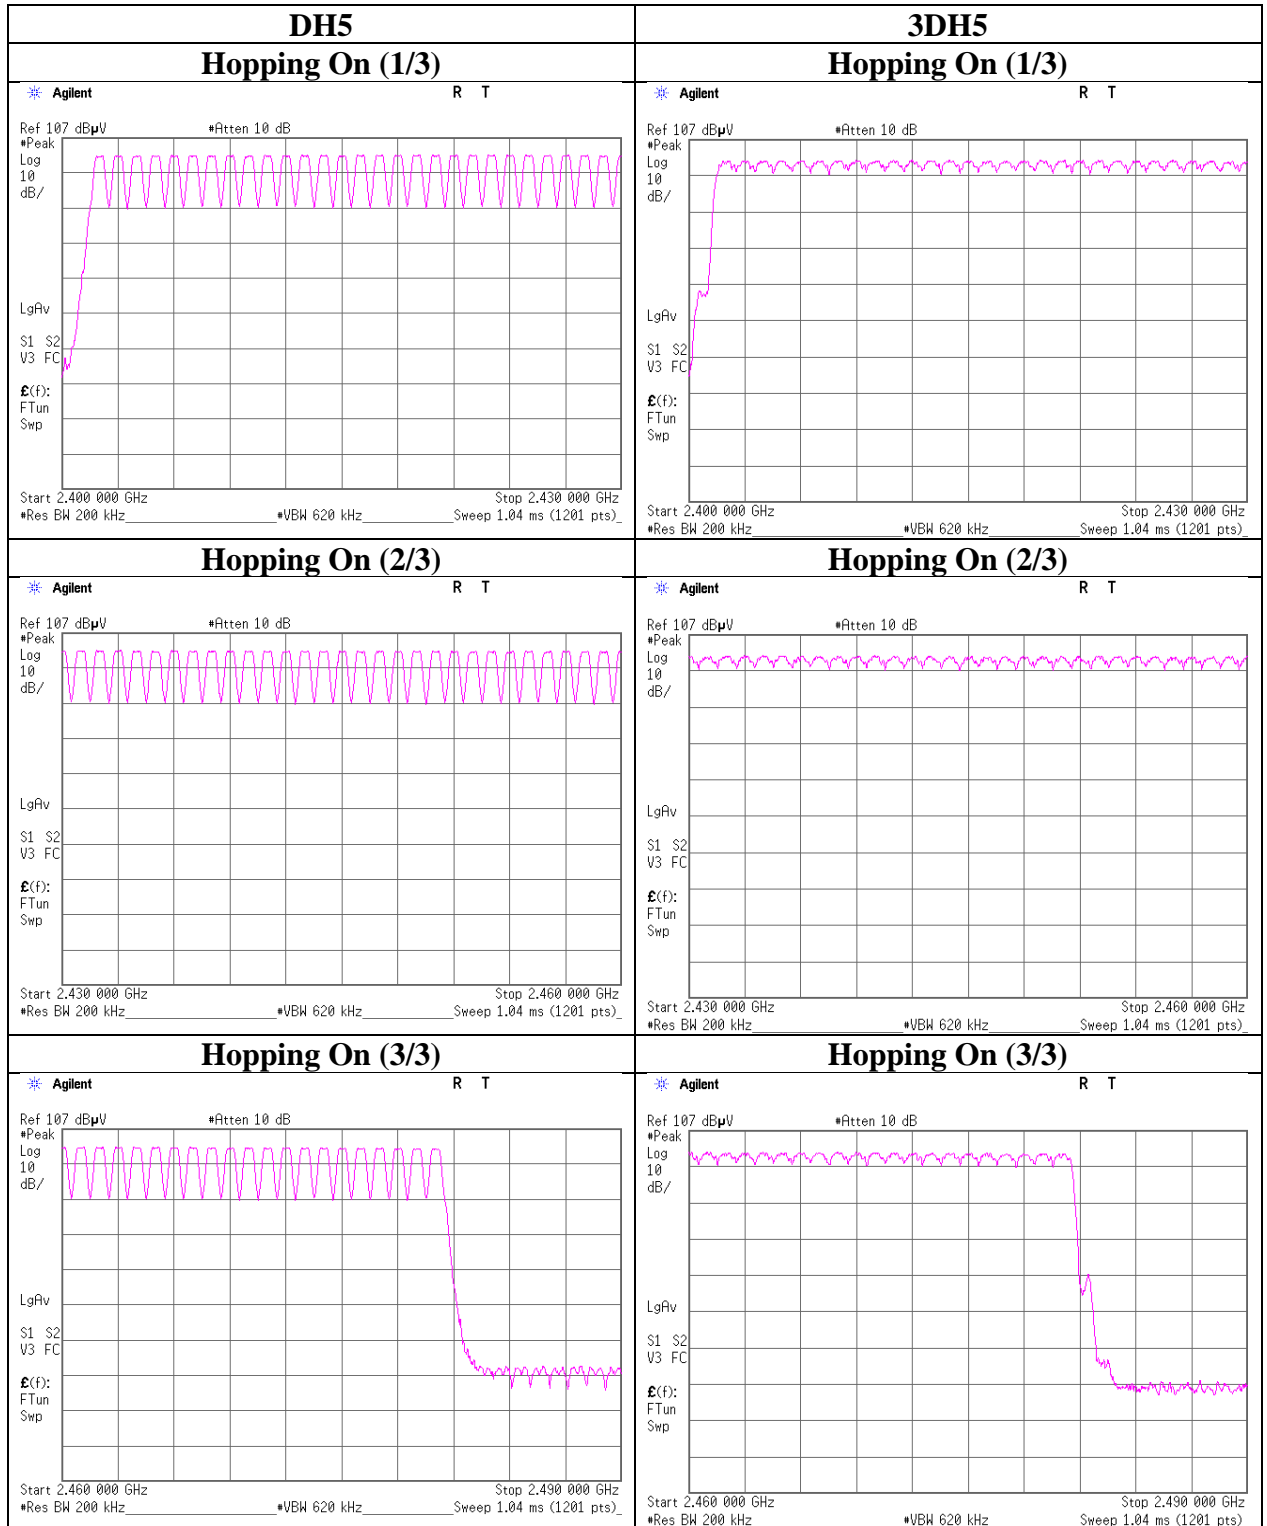 DH5 3DH5
Hopping On (1/3) Hopping On (1/3)
Agilent R T
Ref 107 dBµV #Atten 10 dB
#Peak
Log
10
dB/
LgAv
S1 S2
V3 FC
£(f):
FTun
Swp
Start 2.400 000 GHz Stop 2.430 000 GHz
#Res BW 200 kHz #VBW 620 kHz Sweep 1.04 ms (1201 pts)
Agilent R T
Ref 107 dBµV #Atten 10 dB
#Peak
Log
10
dB/
LgAv
S1 S2
V3 FC
£(f):
FTun
Swp
Start 2.400 000 GHz Stop 2.430 000 GHz
#Res BW 200 kHz #VBW 620 kHz Sweep 1.04 ms (1201 pts)
Hopping On (2/3) Hopping On (2/3)
Agilent R T
Ref 107 dBµV #Atten 10 dB
#Peak
Log
10
dB/
LgAv
S1 S2
V3 FC
£(f):
FTun
Swp
Start 2.430 000 GHz Stop 2.460 000 GHz
#Res BW 200 kHz #VBW 620 kHz Sweep 1.04 ms (1201 pts)
Agilent R T
Ref 107 dBµV #Atten 10 dB
#Peak
Log
10
dB/
LgAv
S1 S2
V3 FC
£(f):
FTun
Swp
Start 2.430 000 GHz Stop 2.460 000 GHz
#Res BW 200 kHz #VBW 620 kHz Sweep 1.04 ms (1201 pts)
Hopping On (3/3) Hopping On (3/3)
Agilent R T
Ref 107 dBµV #Atten 10 dB
#Peak
Log
10
dB/
LgAv
S1 S2
V3 FC
£(f):
FTun
Swp
Start 2.460 000 GHz Stop 2.490 000 GHz
#Res BW 200 kHz #VBW 620 kHz Sweep 1.04 ms (1201 pts)
Agilent R T
Ref 107 dBµV #Atten 10 dB
#Peak
Log
10
dB/
LgAv
S1 S2
V3 FC
£(f):
FTun
Swp
Start 2.460 000 GHz Stop 2.490 000 GHz
#Res BW 200 kHz #VBW 620 kHz Sweep 1.04 ms (1201 pts)